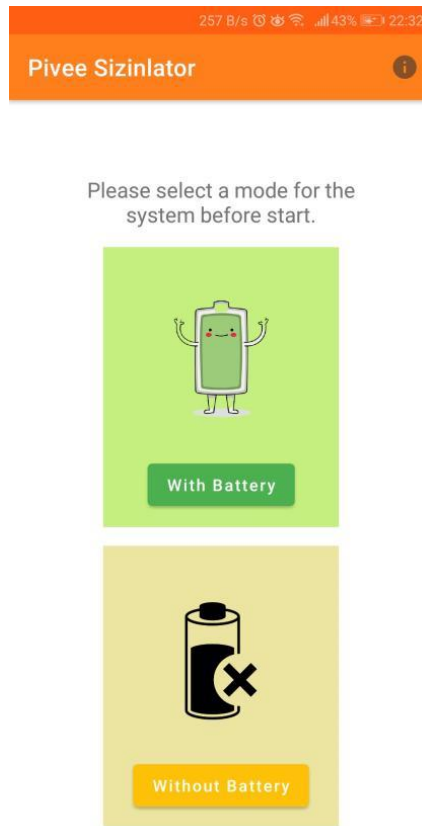 257 B/s 43% 22:32
Pivee Sizinlator
Please select a mode for the
system before start.
With Battery
Without Battery